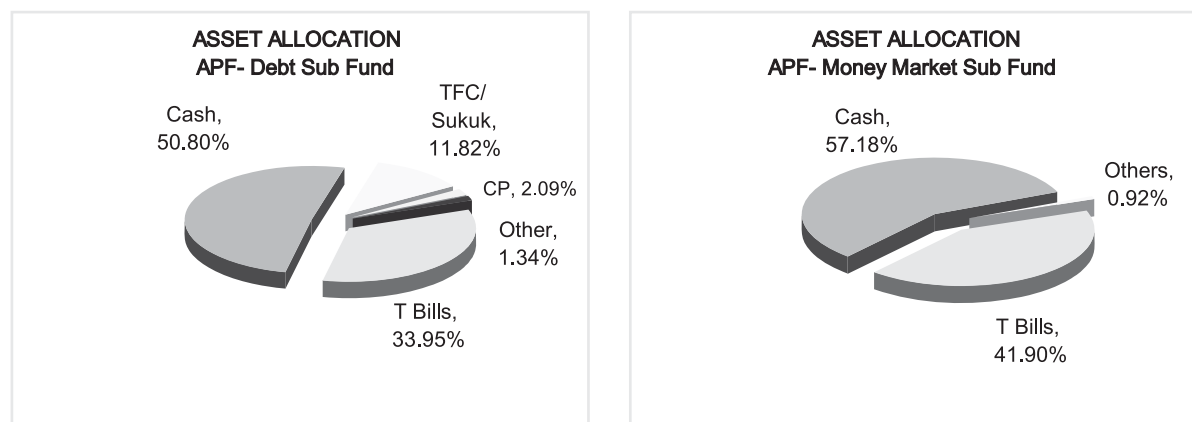 ASSET ALLOCATION
APF- Debt Sub Fund
Cash,
50.80%
TFC/
Sukuk,
11.82%
CP, 2.09%
Other,
1.34%
T Bills,
33.95%
ASSET ALLOCATION
APF- Money Market Sub Fund
Cash,
57.18%
Others,
0.92%
T Bills,
41.90%